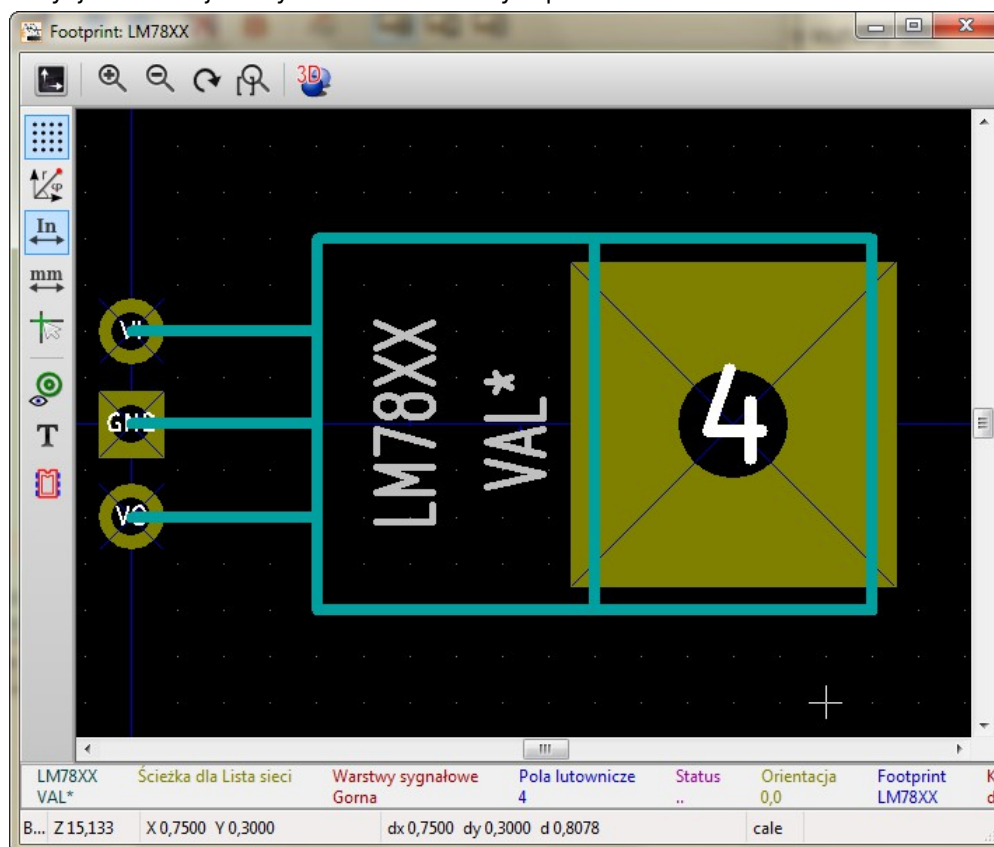 Footprint: LM78XX
3D
In
mm
T
VI
GND
VO
LM78XX
VAL*
4
LM78XX Ścieżka dla Lista sieci Warstwy sygnałowe Pola lutownicze Status Orientacja Footprint K
VAL* Gorna 4 .. 0,0 LM78XX d
B... Z 15,133 X 0,7500 Y 0,3000 dx 0,7500 dy 0,3000 d 0,8078 cale